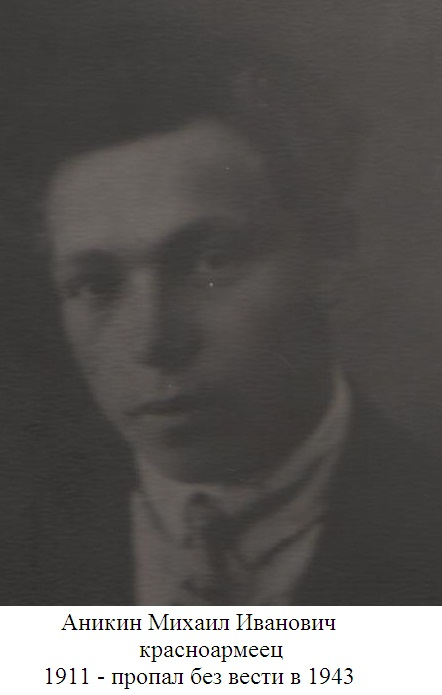 Аникин Михаил Иванович
красноармеец
1911 - пропал без вести в 1943